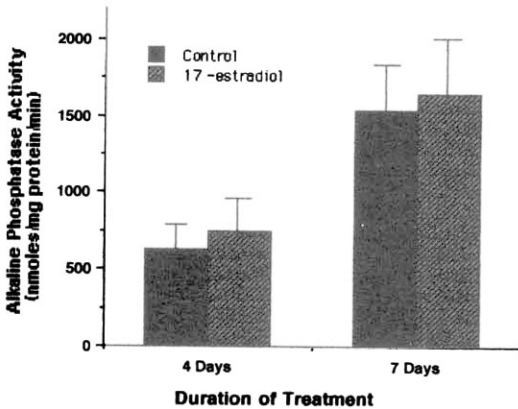 Alkaline Phosphatase Activity
(nmoles/mg protein/min)
2000
1500
1000
500
0
Control
17-estradiol
4 Days
7 Days
Duration of Treatment